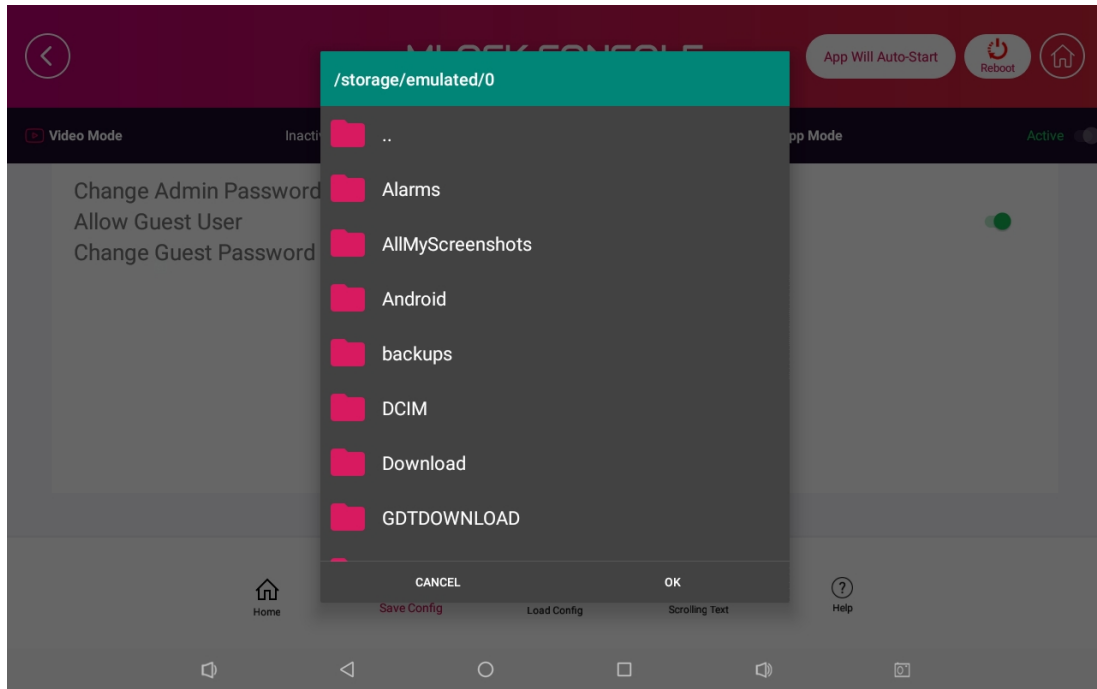 MLOCK CONSOLE
App Will Auto-Start
Reboot
/storage/emulated/0
Video Mode
Inacti
pp Mode
Active
..
Alarms
AllMyScreenshots
Android
backups
DCIM
Download
GDTDOWNLOAD
Change Admin Password
Allow Guest User
Change Guest Password
CANCEL
OK
Home
Save Config
Load Config
Scrolling Text
?
Help